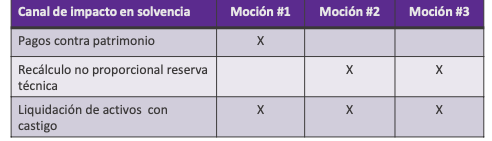 Canal de impacto en solvencia Moción #1 Moción #2 Moción #3
Pagos contra patrimonio X
Recálculo no proporcional reserva
técnica X X
Liquidación de activos con
castigo X X X